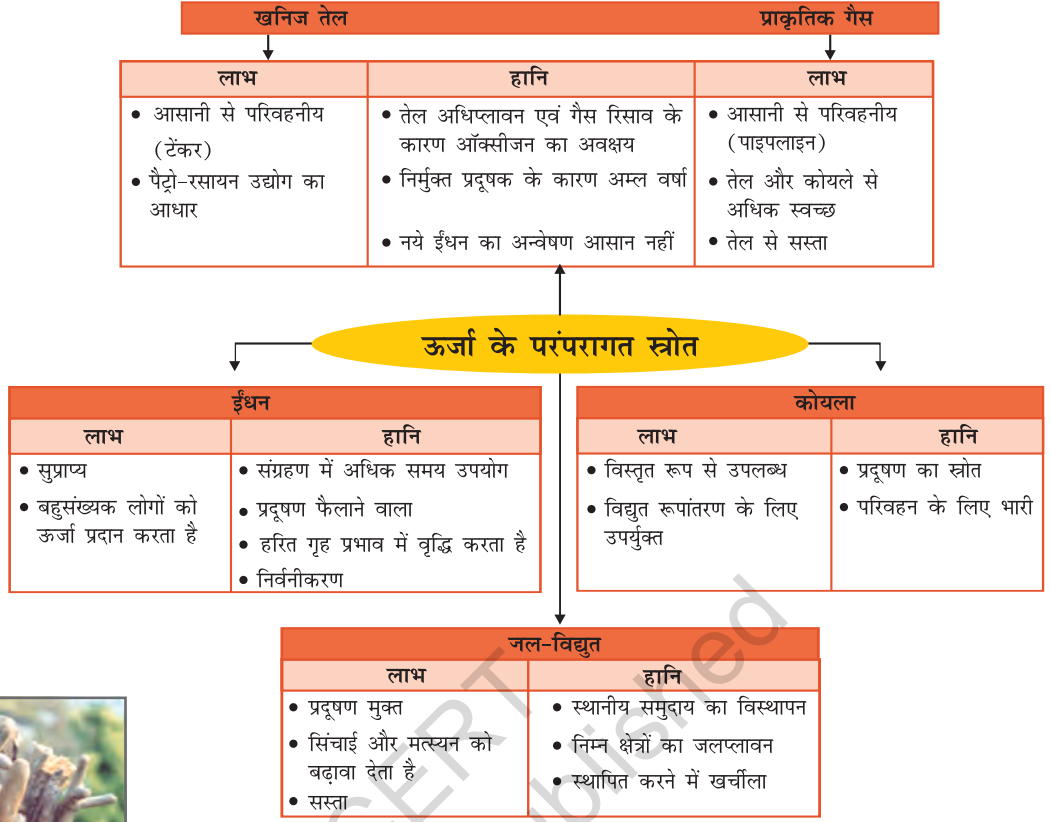 खनिज तेल
प्राकृतिक गैस
लाभ
हानि
लाभ
• आसानी से परिवहनीय
(टेंकर)
• पैट्रो-रसायन उद्योग का
आधार
• तेल अधिप्लावन एवं गैस रिसाव के
कारण ऑक्सीजन का अवक्षय
• निर्मुक्त प्रदूषक के कारण अम्ल वर्षा
• नये ईंधन का अन्वेषण आसान नहीं
• आसानी से परिवहनीय
(पाइपलाइन)
• तेल और कोयले से
अधिक स्वच्छ
• तेल से सस्ता
ऊर्जा के परंपरागत स्त्रोत
ईंधन
लाभ
हानि
• सुप्राप्य
• बहुसंख्यक लोगों को
ऊर्जा प्रदान करता है
• संग्रहण में अधिक समय उपयोग
• प्रदूषण फैलाने वाला
• हरित गृह प्रभाव में वृद्धि करता है
• निर्वनीकरण
कोयला
लाभ
हानि
• विस्तृत रूप से उपलब्ध
• विद्युत रूपांतरण के लिए
उपर्युक्त
• प्रदूषण का स्त्रोत
• परिवहन के लिए भारी
जल-विद्युत
लाभ
हानि
• प्रदूषण मुक्त
• सिंचाई और मत्स्यन को
बढ़ावा देता है
• सस्ता
• स्थानीय समुदाय का विस्थापन
• निम्न क्षेत्रों का जलप्लावन
• स्थापित करने में खर्चीला